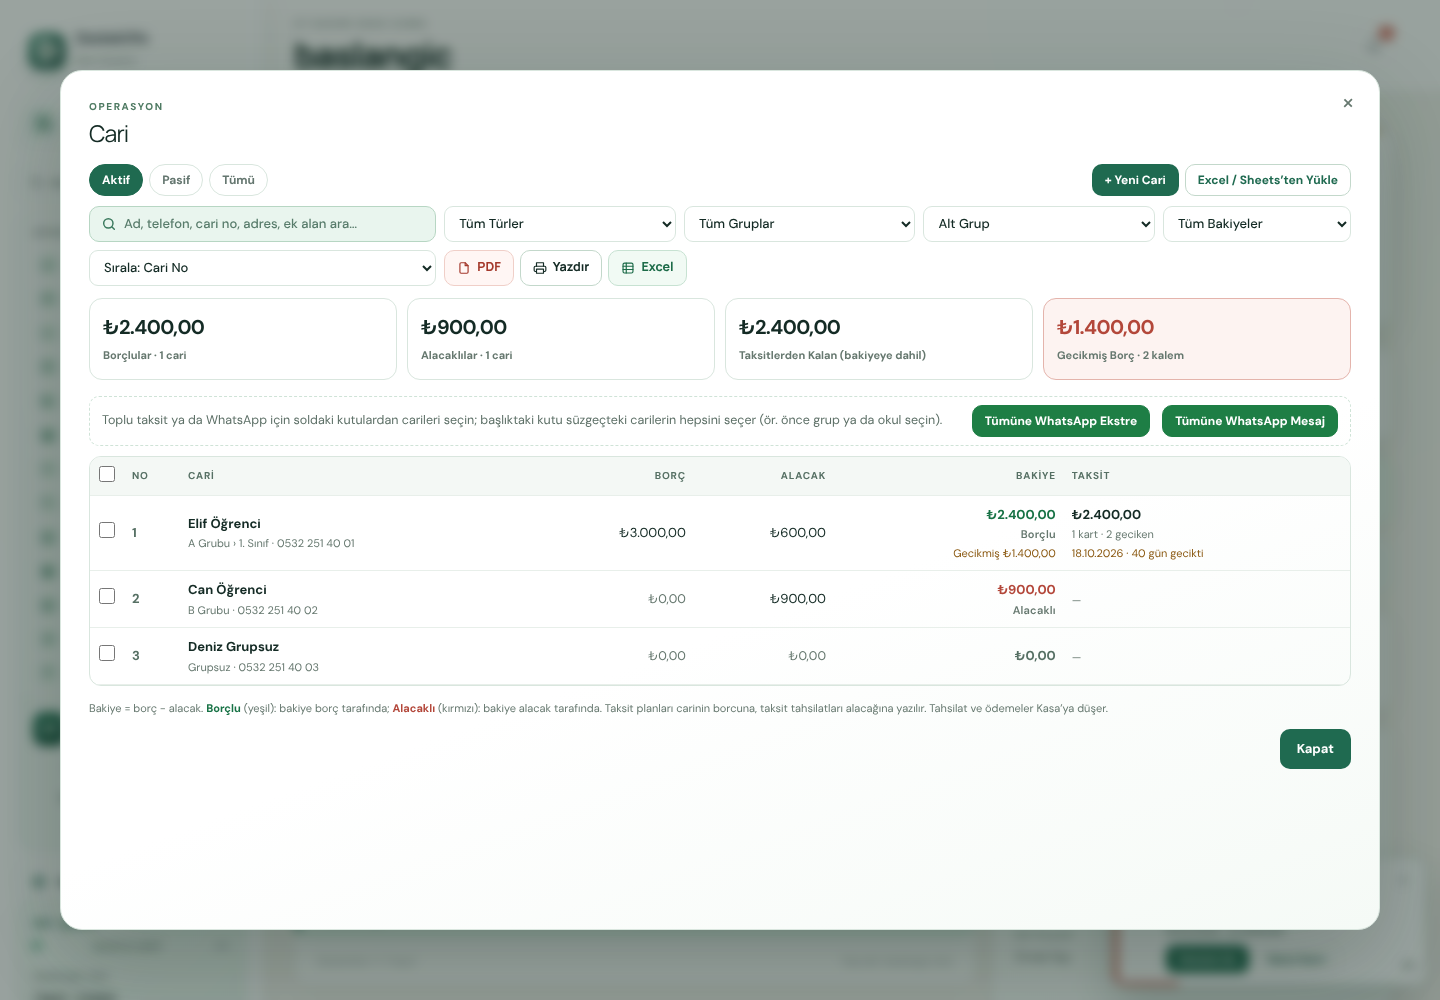 baslangic
OPERASYON
×
Cari
Aktif
Pasif
Tümü
+ Yeni Cari
Excel / Sheets'ten Yükle
Ad, telefon, cari no, adres, ek alan ara…
Tüm Türler
Tüm Gruplar
Alt Grup
Tüm Bakiyeler
Sırala: Cari No
PDF
Yazdır
Excel
₺2.400,00
Borçlular · 1 cari
₺900,00
Alacaklılar · 1 cari
₺2.400,00
Taksitlerden Kalan (bakiyeye dahil)
₺1.400,00
Gecikmiş Borç · 2 kalem
Toplu taksit ya da WhatsApp için soldaki kutulardan carileri seçin; başlıktaki kutu süzgeçteki carilerin hepsini seçer (ör. önce grup ya da okul seçin).
Tümüne WhatsApp Ekstre
Tümüne WhatsApp Mesaj
NO CARİ BORÇ ALACAK BAKİYE TAKSİT
1
Elif Öğrenci
A Grubu › 1. Sınıf · 0532 251 40 01
₺3.000,00
₺600,00
₺2.400,00
Borçlu
Gecikmiş ₺1.400,00
₺2.400,00
1 kart · 2 geciken
18.10.2026 · 40 gün gecikti
2
Can Öğrenci
B Grubu · 0532 251 40 02
₺0,00
₺900,00
₺900,00
Alacaklı
—
3
Deniz Grupsuz
Grupsuz · 0532 251 40 03
₺0,00
₺0,00
₺0,00
—
Bakiye = borç − alacak. Borçlu (yeşil): bakiye borç tarafında; Alacaklı (kırmızı): bakiye alacak tarafında. Taksit planları carinin borcuna, taksit tahsilatları alacağına yazılır. Tahsilat ve ödemeler Kasa'ya düşer.
Kapat